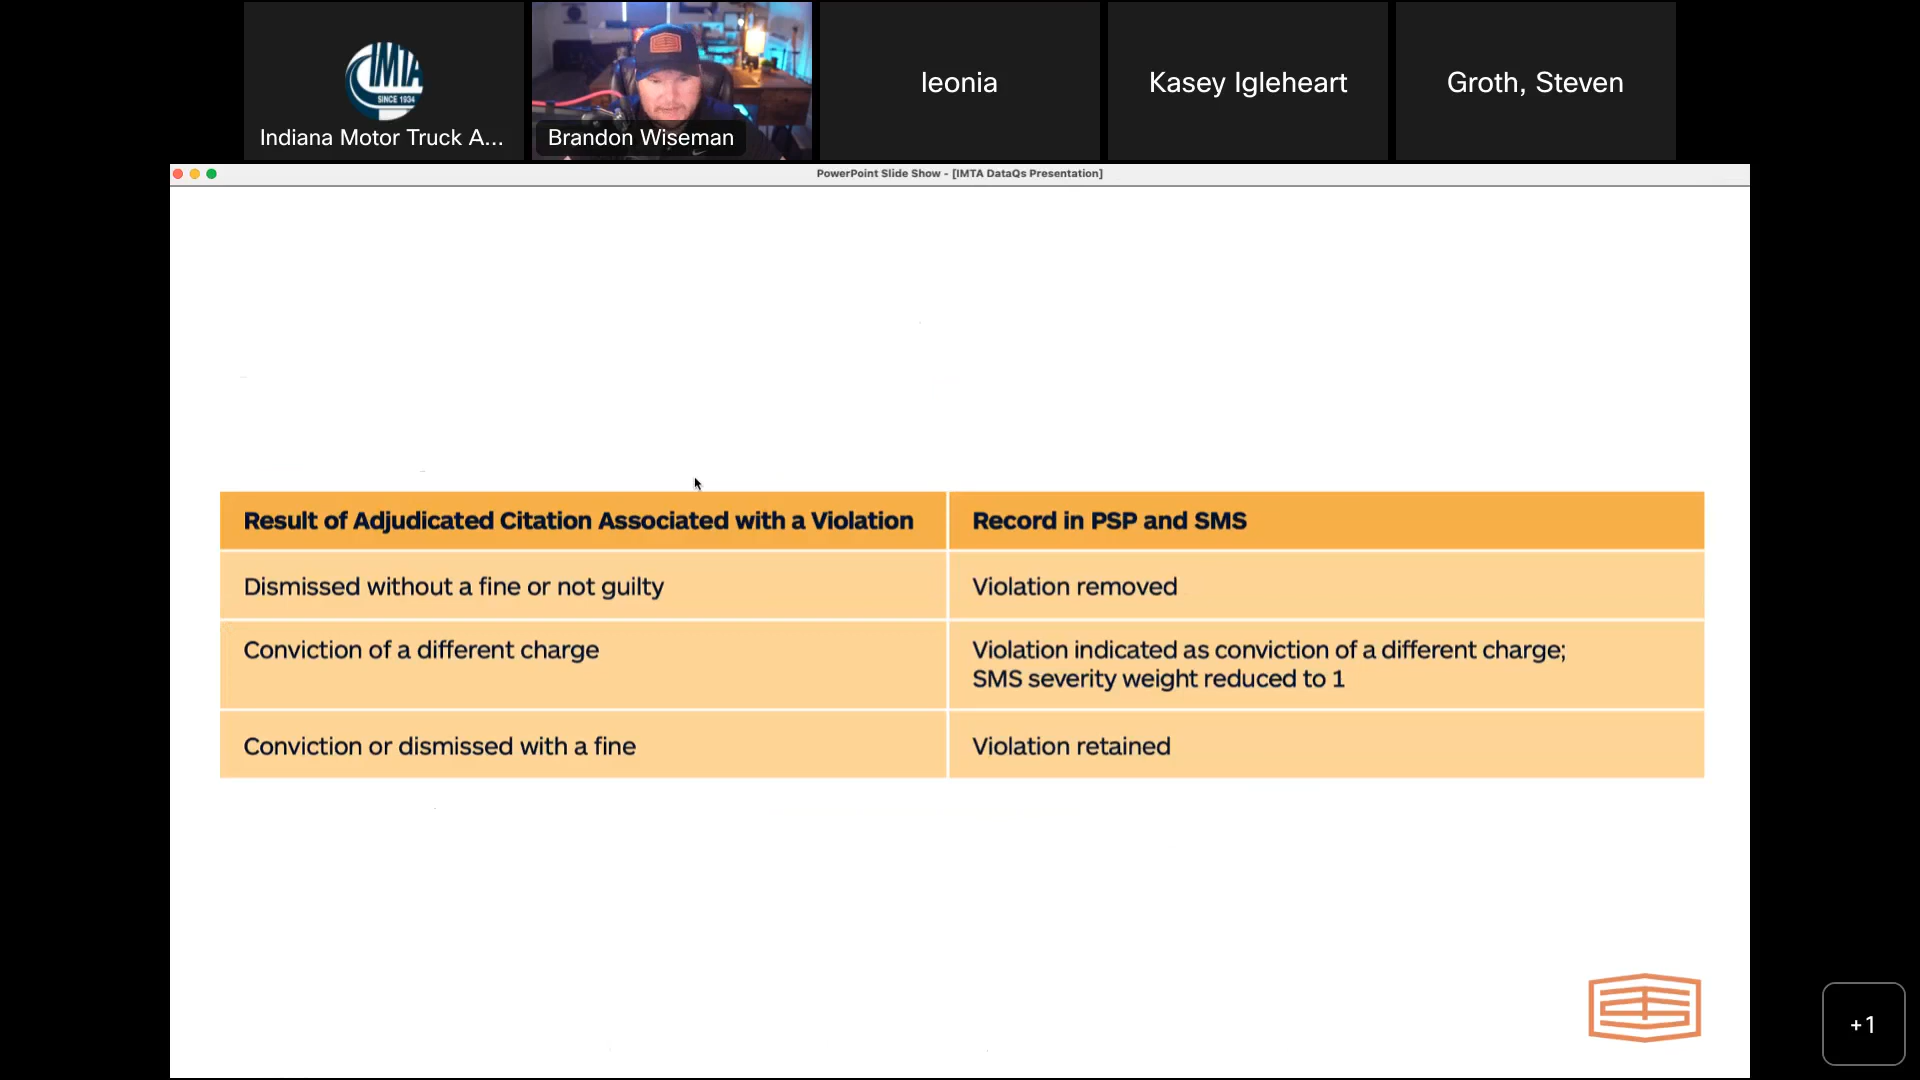 IMTA
SINCE 1934
Indiana Motor Truck A...
Brandon Wiseman
leonia
Kasey Igleheart
Groth, Steven
PowerPoint Slide Show - [IMTA DataQs Presentation]
Result of Adjudicated Citation Associated with a Violation
Record in PSP and SMS
Dismissed without a fine or not guilty
Violation removed
Conviction of a different charge
Violation indicated as conviction of a different charge;
SMS severity weight reduced to 1
Conviction or dismissed with a fine
Violation retained
+1